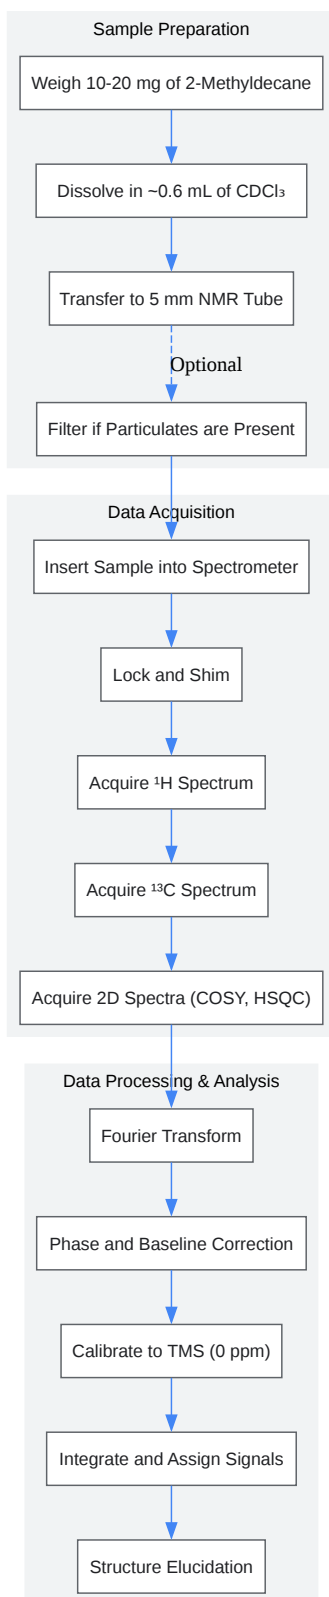 Sample Preparation
Weigh 10-20 mg of 2-Methyldecane
Dissolve in ~0.6 mL of CDCl₃
Transfer to 5 mm NMR Tube
Optional
Filter if Particulates are Present
Data Acquisition
Insert Sample into Spectrometer
Lock and Shim
Acquire ¹H Spectrum
Acquire ¹³C Spectrum
Acquire 2D Spectra (COSY, HSQC)
Data Processing & Analysis
Fourier Transform
Phase and Baseline Correction
Calibrate to TMS (0 ppm)
Integrate and Assign Signals
Structure Elucidation